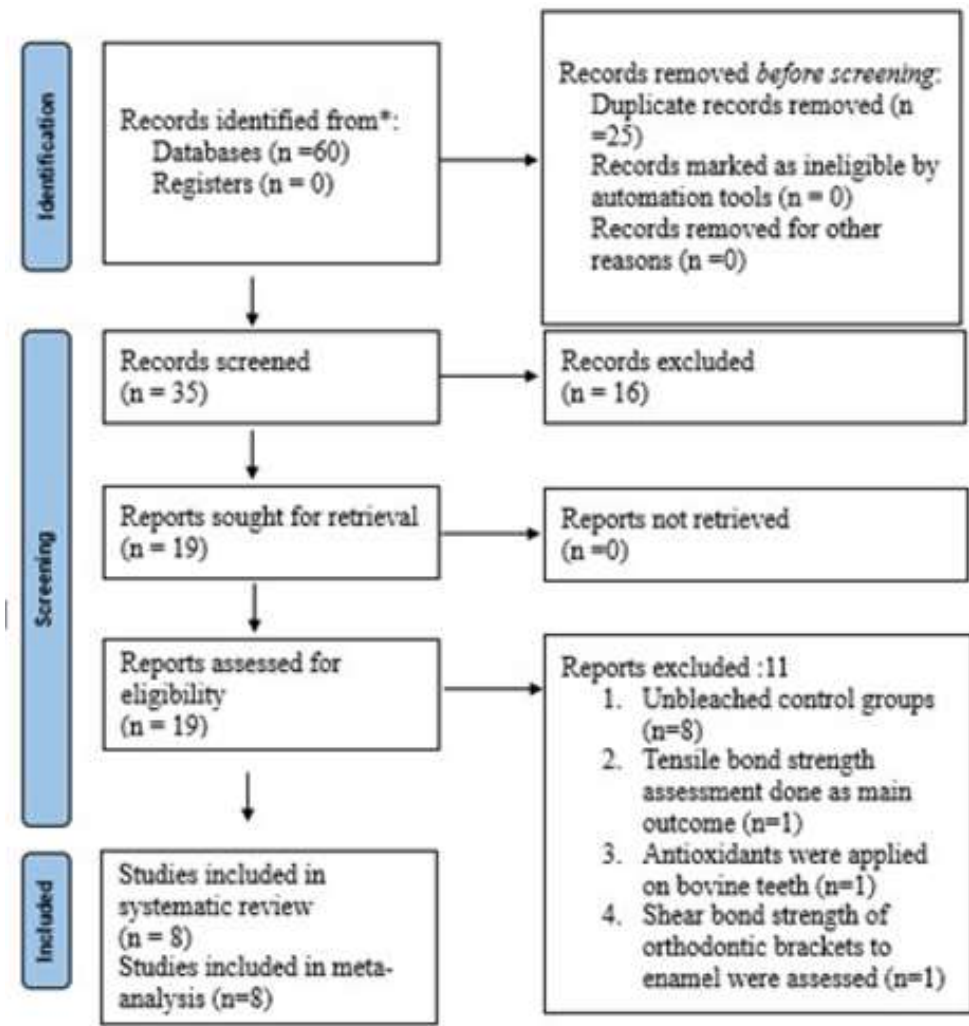 Identification
Records identified from*:
Databases (n =60)
Registers (n = 0)
Records removed before screening:
Duplicate records removed (n
=25)
Records marked as ineligible by
automation tools (n = 0)
Records removed for other
reasons (n =0)
Screening
Records screened
(n = 35)
Records excluded
(n = 16)
Reports sought for retrieval
(n = 19)
Reports not retrieved
(n =0)
Reports assessed for
eligibility
(n = 19)
Reports excluded :11
1. Unbleached control groups
(n=8)
2. Tensile bond strength
assessment done as main
outcome (n=1)
3. Antioxidants were applied
on bovine teeth (n=1)
4. Shear bond strength of
orthodontic brackets to
enamel were assessed (n=1)
Included
Studies included in
systematic review
(n = 8)
Studies included in meta-
analysis (n=8)